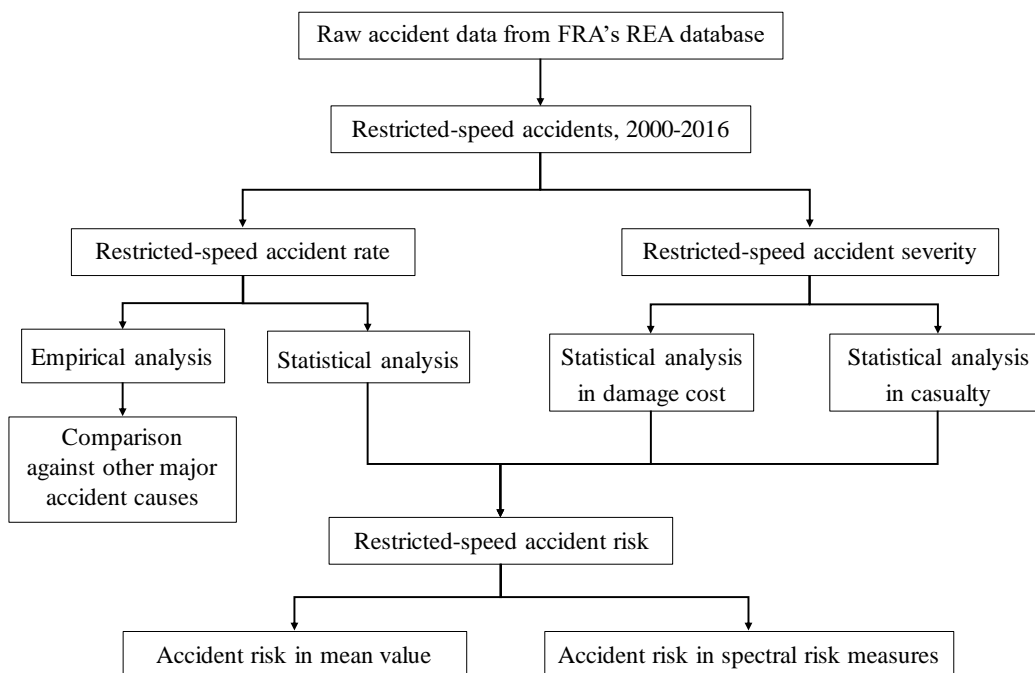 Raw accident data from FRA's REA database
Restricted-speed accidents, 2000-2016
Restricted-speed accident rate
Restricted-speed accident severity
Empirical analysis
Statistical analysis
Statistical analysis
in damage cost
Statistical analysis
in casualty
Comparison
against other major
accident causes
Restricted-speed accident risk
Accident risk in mean value
Accident risk in spectral risk measures